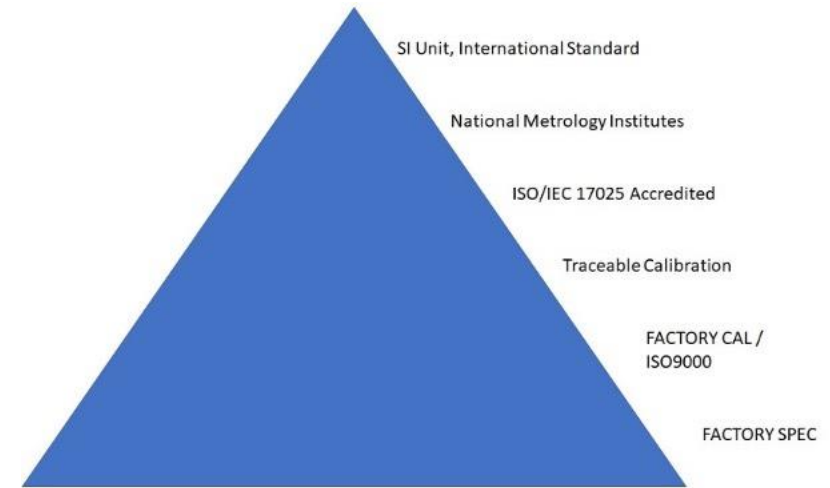 SI Unit, International Standard
National Metrology Institutes
ISO/IEC 17025 Accredited
Traceable Calibration
FACTORY CAL /
ISO9000
FACTORY SPEC